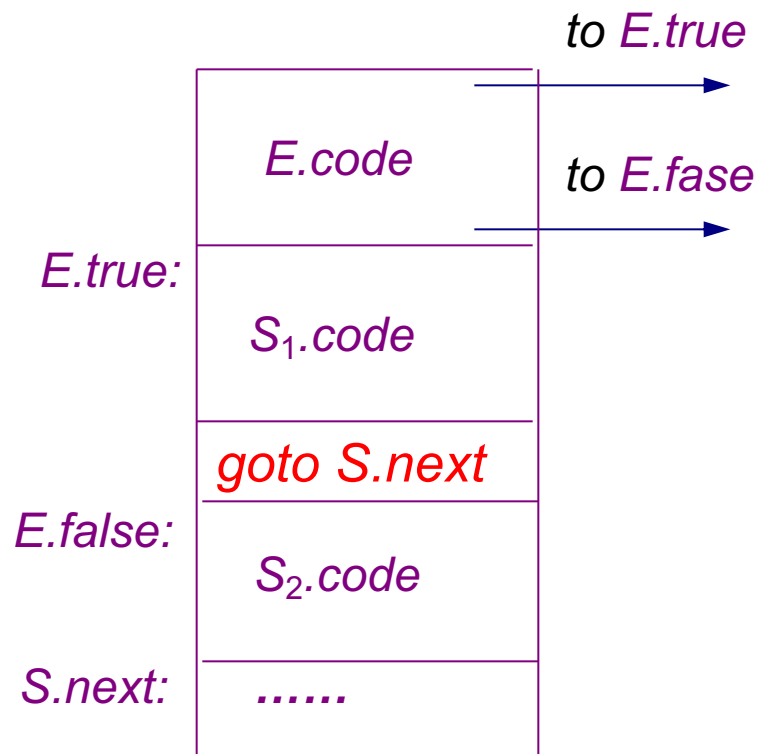 to E.true
E.code
to E.fase
E.true:
S₁.code
goto S.next
E.false:
S₂.code
S.next:
......